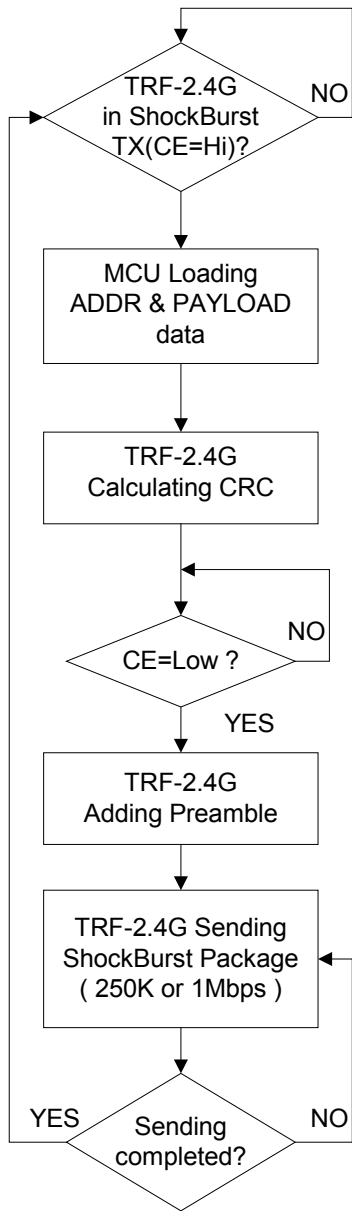 TRF-2.4G
in ShockBurst
TX(CE=Hi)?
NO
MCU Loading
ADDR & PAYLOAD
data
TRF-2.4G
Calculating CRC
NO
CE=Low ?
YES
TRF-2.4G
Adding Preamble
TRF-2.4G Sending
ShockBurst Package
( 250K or 1Mbps )
YES
NO
Sending
completed?